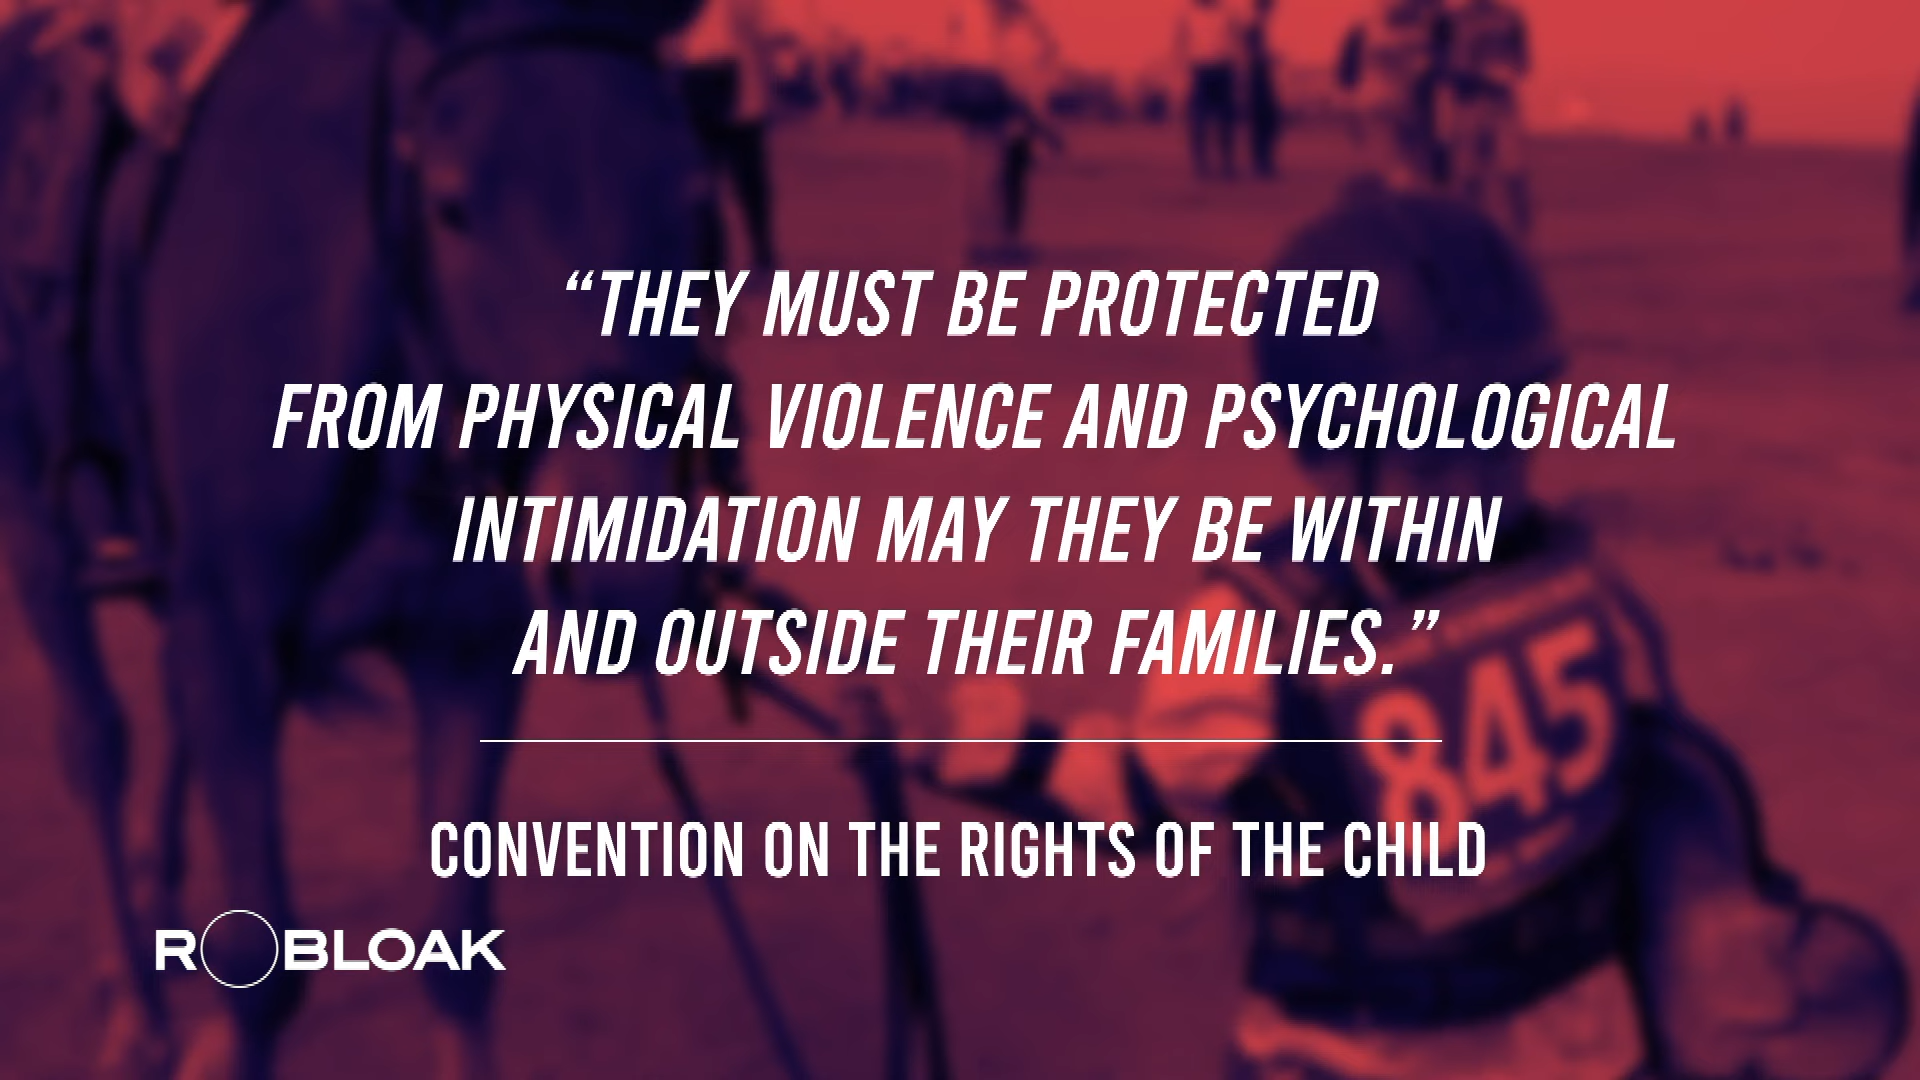 “THEY MUST BE PROTECTED
FROM PHYSICAL VIOLENCE AND PSYCHOLOGICAL
INTIMIDATION MAY THEY BE WITHIN
AND OUTSIDE THEIR FAMILIES.”
845
CONVENTION ON THE RIGHTS OF THE CHILD
ROBLOAK